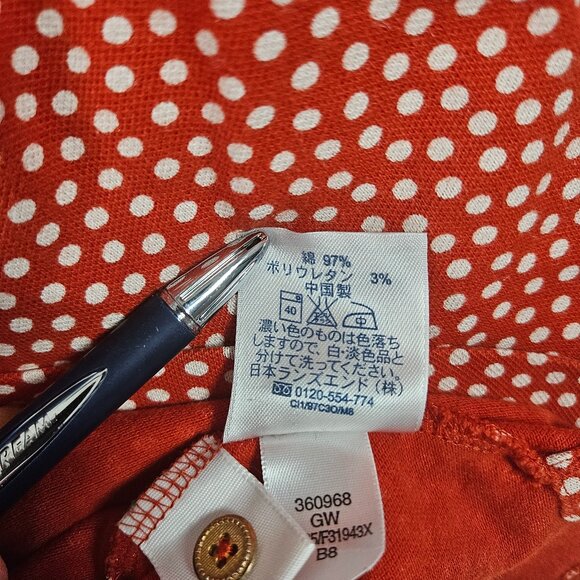 綿 97%
ポリウレタン 3%
中国製
40 中
濃い色のものは色落ち
しますので、白・淡色品と
分けて洗ってください。
日本ランズエンド(株)
0120-554-774
360968
GW
5/F31943X
B8